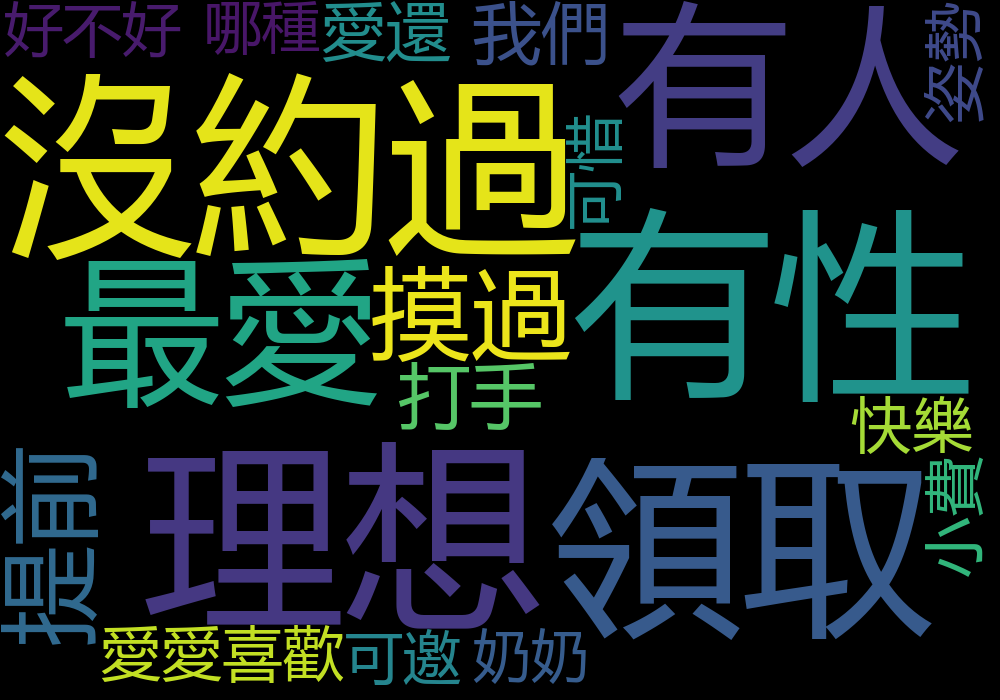 好不好
哪種
愛還
我們
有人
姿勢
沒約過
可惜
有性
最愛
摸過
打手
快樂
提前
理想
領取
小費
愛愛喜歡
可邀
奶奶